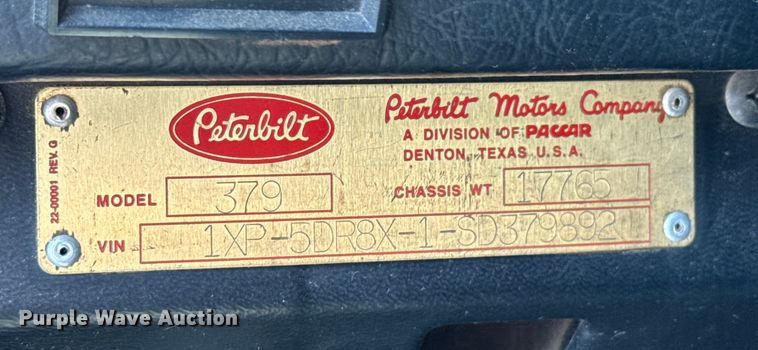 Peterbilt
Peterbilt Motors Company
A DIVISION OF PACCAR
DENTON, TEXAS U.S.A.
22-00001 REV. G
MODEL 379
CHASSIS WT 17765
VIN 1XP-5DR8X-1-SD379892
Purple Wave Auction